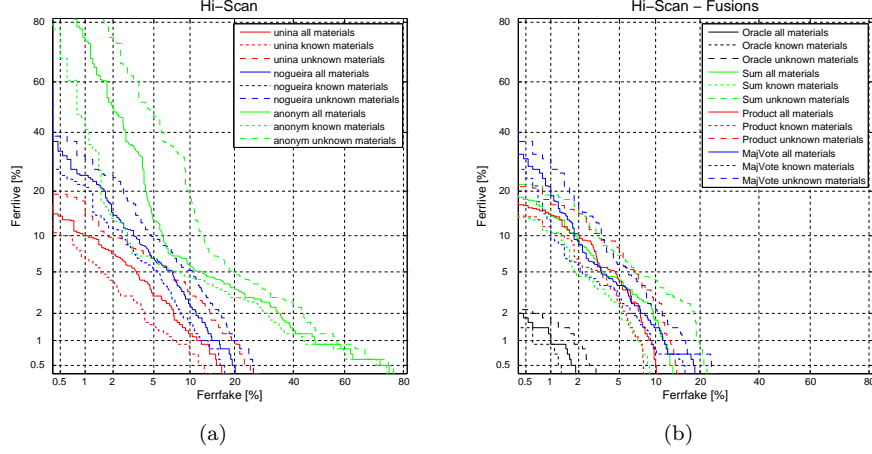 Hi-Scan
80
60
40
20
10
5
2
1
0.5
Ferrlive [%]
unina all materials
unina known materials
unina unknown materials
nogueira all materials
nogueira known materials
nogueira unknown materials
anonym all materials
anonym known materials
anonym unknown materials
0.5 1 2 5 10 20 40 60 80
Ferrfake [%]
(a)
Hi-Scan - Fusions
80
60
40
20
10
5
2
1
0.5
Ferrlive [%]
Oracle all materials
Oracle known materials
Oracle unknown materials
Sum all materials
Sum known materials
Sum unknown materials
Product all materials
Product known materials
Product unknown materials
MajVote all materials
MajVote known materials
MajVote unknown materials
0.5 1 2 5 10 20 40 60 80
Ferrfake [%]
(b)